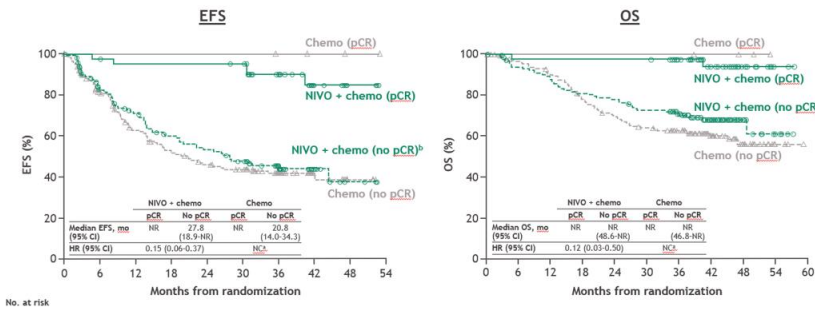 EFS
OS
100
80
60
40
20
0
EFS (%)
Chemo (pCR)
NIVO + chemo (pCR)
NIVO + chemo (no pCR)b
Chemo (no pCR)
NIVO + chemo Chemo
pCR No pCR pCR No pCR
Median EFS, mo NR 27.8 NR 20.8
(95% CI) (18.9-NR) (14.0-34.3)
HR (95% CI) 0.15 (0.06-0.37) NCa
0 6 12 18 24 30 36 42 48 54
Months from randomization
100
80
60
40
20
0
OS (%)
Chemo (pCR)
NIVO + chemo (pCR)
NIVO + chemo (no pCR)
Chemo (no pCR)
NIVO + chemo Chemo
pCR No pCR pCR No pCR
Median OS, mo NR NR NR NR
(95% CI) (48.6-NR) (46.8-NR)
HR (95% CI) 0.12 (0.03-0.50) NCa.
0 6 12 18 24 30 36 42 48 54 60
Months from randomization
No. at risk